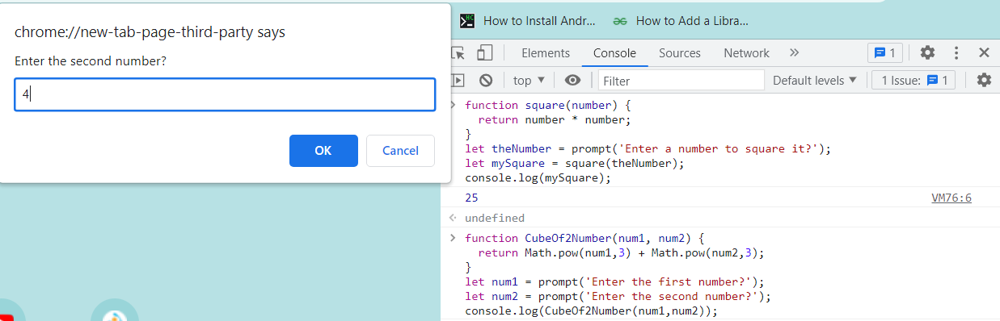 chrome://new-tab-page-third-party says
Enter the second number?
4
OK
Cancel
How to Install Andr...
How to Add a Libra...
Elements
Console
Sources
Network
1
top
Filter
Default levels
1 Issue:
1
function square(number) {
return number * number;
}
let theNumber = prompt('Enter a number to square it?');
let mySquare = square(theNumber);
console.log(mySquare);
25
VM76:6
undefined
function CubeOf2Number(num1, num2) {
return Math.pow(num1,3) + Math.pow(num2,3);
}
let num1 = prompt('Enter the first number?');
let num2 = prompt('Enter the second number?');
console.log(CubeOf2Number(num1,num2));